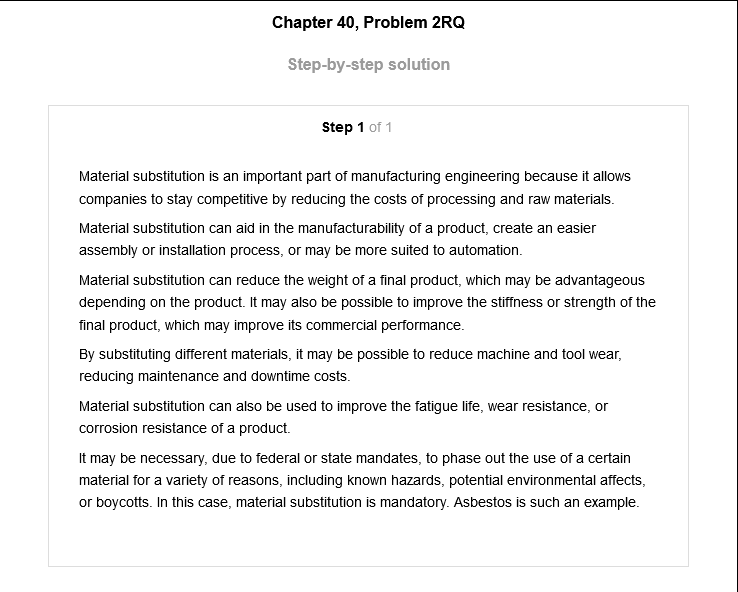 Chapter 40, Problem 2RQ
Step-by-step solution
Step 1 of 1
Material substitution is an important part of manufacturing engineering because it allows
companies to stay competitive by reducing the costs of processing and raw materials.
Material substitution can aid in the manufacturability of a product, create an easier
assembly or installation process, or may be more suited to automation.
Material substitution can reduce the weight of a final product, which may be advantageous
depending on the product. It may also be possible to improve the stiffness or strength of the
final product, which may improve its commercial performance.
By substituting different materials, it may be possible to reduce machine and tool wear,
reducing maintenance and downtime costs.
Material substitution can also be used to improve the fatigue life, wear resistance, or
corrosion resistance of a product.
It may be necessary, due to federal or state mandates, to phase out the use of a certain
material for a variety of reasons, including known hazards, potential environmental affects,
or boycotts. In this case, material substitution is mandatory. Asbestos is such an example.